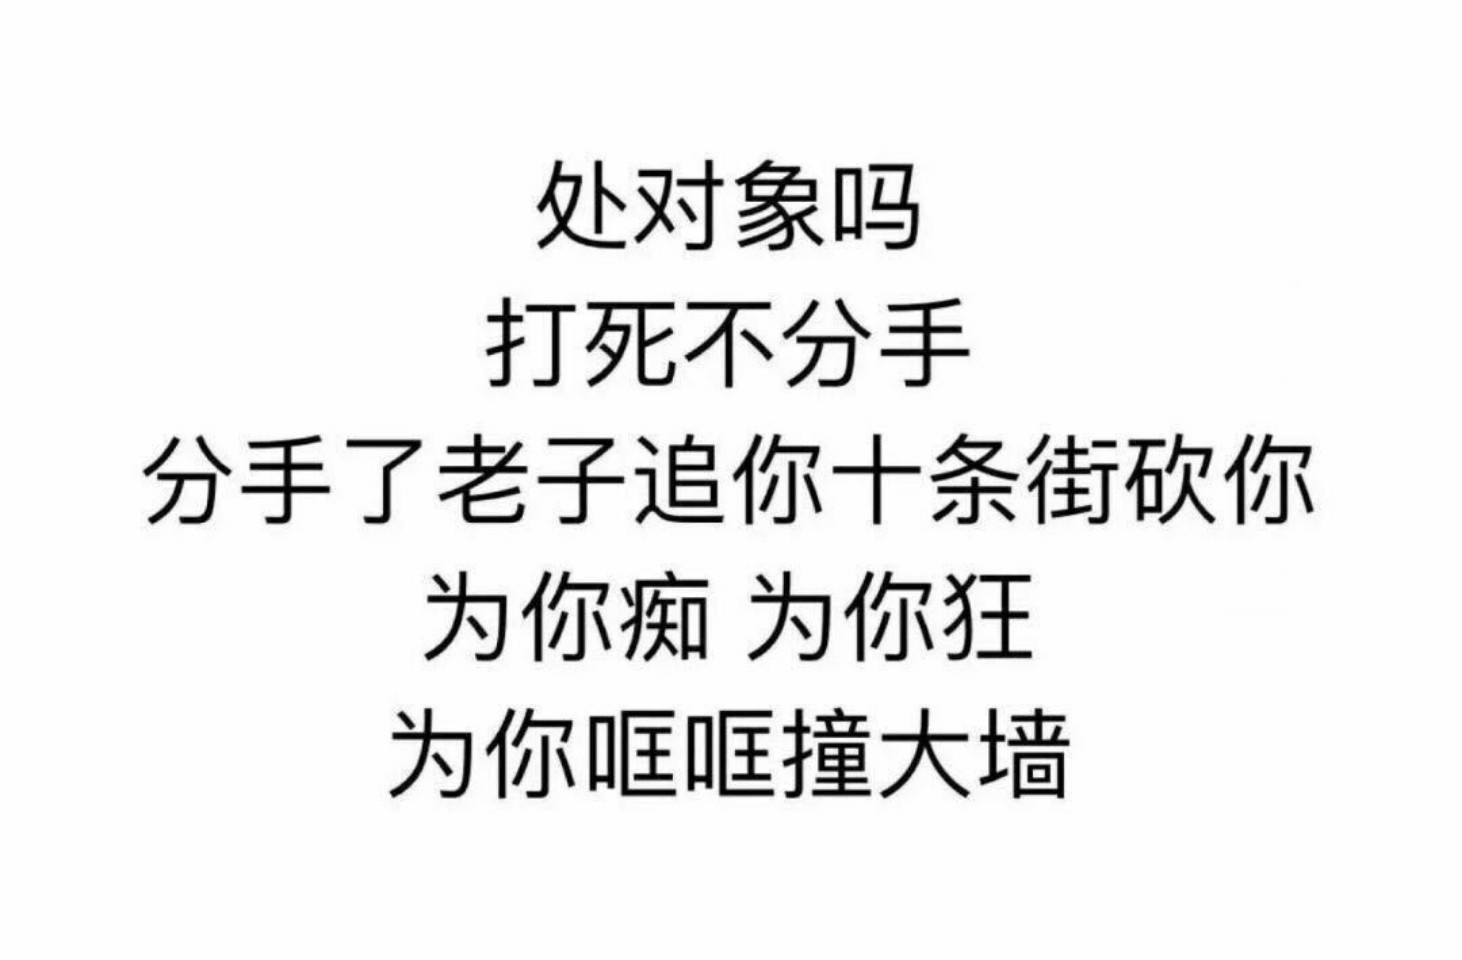 处对象吗
打死不分手
分手了老子追你十条街砍你
为你痴 为你狂
为你哐哐撞大墙